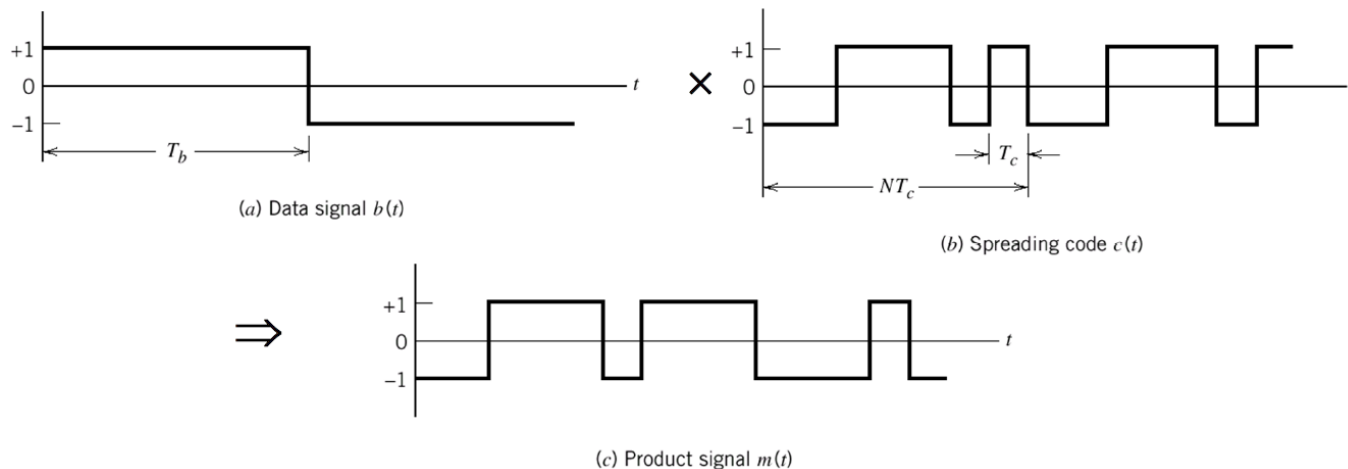 +1
0
−1
t
T_b
(a) Data signal b(t)
×
+1
0
−1
T_c
NT_c
(b) Spreading code c(t)
⇒
+1
0
−1
t
(c) Product signal m(t)